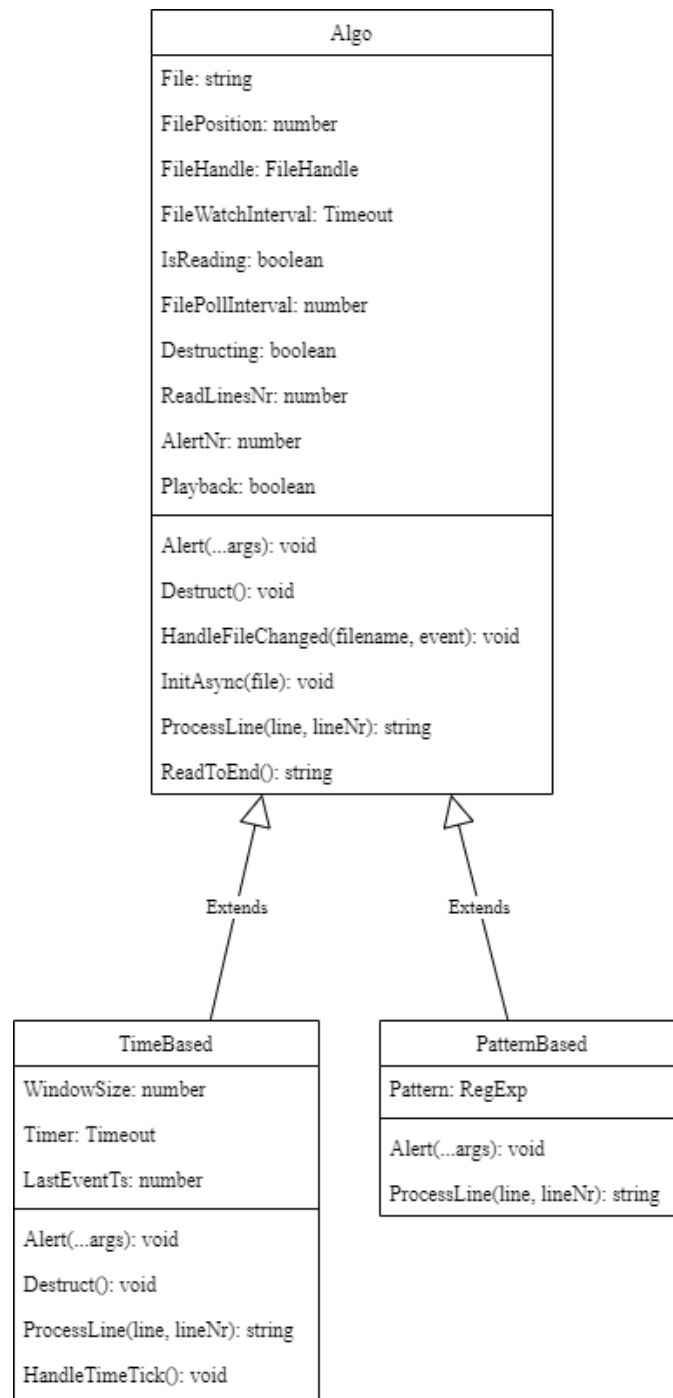 Algo
File: string
FilePosition: number
FileHandle: FileHandle
FileWatchInterval: Timeout
IsReading: boolean
FilePollInterval: number
Destructing: boolean
ReadLinesNr: number
AlertNr: number
Playback: boolean
Alert(...args): void
Destruct(): void
HandleFileChanged(filename, event): void
InitAsync(file): void
ProcessLine(line, lineNr): string
ReadToEnd(): string
Extends
Extends
TimeBased
WindowSize: number
Timer: Timeout
LastEventTs: number
Alert(...args): void
Destruct(): void
ProcessLine(line, lineNr): string
HandleTimeTick(): void
PatternBased
Pattern: RegExp
Alert(...args): void
ProcessLine(line, lineNr): string